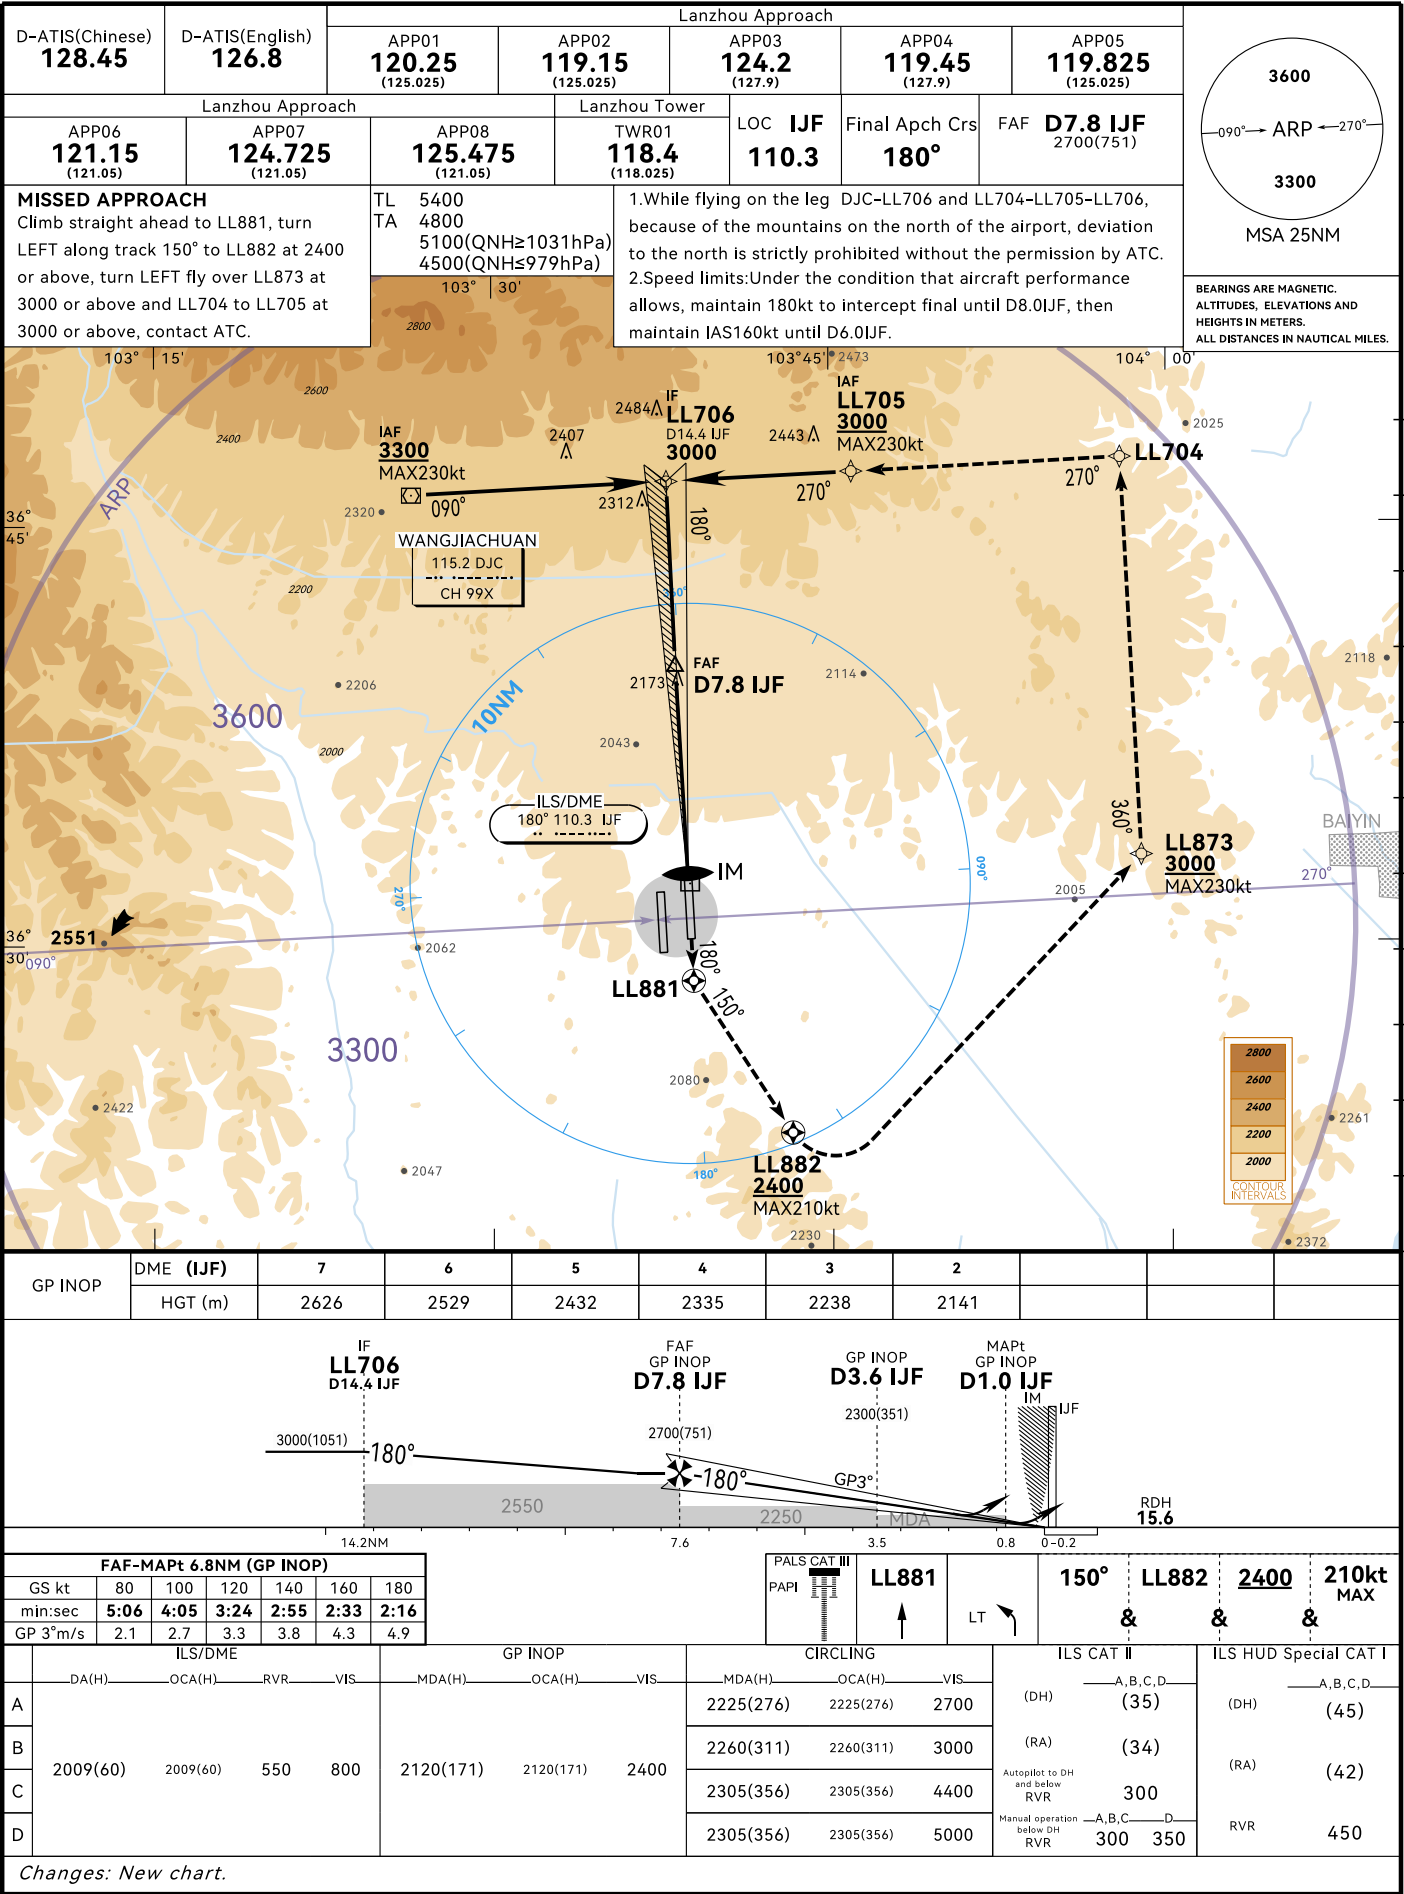 D-ATIS(Chinese)
128.45
D-ATIS(English)
126.8
Lanzhou Approach
APP01
120.25
(125.025)
APP02
119.15
(125.025)
APP03
124.2
(127.9)
APP04
119.45
(127.9)
APP05
119.825
(125.025)
Lanzhou Approach
APP06
121.15
(121.05)
APP07
124.725
(121.05)
APP08
125.475
(121.05)
Lanzhou Tower
TWR01
118.4
(118.025)
LOC IJF
110.3
Final Apch Crs
180°
FAF D7.8 IJF
2700(751)
3600
090° ARP 270°
3300
MSA 25NM
MISSED APPROACH
Climb straight ahead to LL881, turn
LEFT along track 150° to LL882 at 2400
or above, turn LEFT fly over LL873 at
3000 or above and LL704 to LL705 at
3000 or above, contact ATC.
TL 5400
TA 4800
5100(QNH≥1031hPa)
4500(QNH≤979hPa)
1.While flying on the leg DJC-LL706 and LL704-LL705-LL706,
because of the mountains on the north of the airport, deviation
to the north is strictly prohibited without the permission by ATC.
2.Speed limits:Under the condition that aircraft performance
allows, maintain 180kt to intercept final until D8.0IJF, then
maintain IAS160kt until D6.0IJF.
BEARINGS ARE MAGNETIC.
ALTITUDES, ELEVATIONS AND
HEIGHTS IN METERS.
ALL DISTANCES IN NAUTICAL MILES.
103° 30'
2800
103° 15'
103°45'
2473
104° 00'
2600
2400
IAF
3300
MAX230kt
090°
2407
2484
IF
LL706
D14.4 IJF
3000
2443
IAF
LL705
3000
MAX230kt
270°
2025
LL704
270°
ARP
36°
45'
2320
2312
180°
WANGJIACHUAN
115.2 DJC
CH 99X
2200
360°
FAF
D7.8 IJF
2173
2114
2118
2206
3600
10NM
2043
2000
ILS/DME
180° 110.3 IJF
IM
360°
LL873
3000
MAX230kt
BAIYIN
270°
090°
270°
2005
36°
30'
090°
2551
2062
180°
LL881
150°
3300
2080
2422
2047
LL882
2400
MAX210kt
180°
2230
2261
2372
2800
2600
2400
2200
2000
CONTOUR
INTERVALS
GP INOP
DME (IJF) 7 6 5 4 3 2
HGT (m) 2626 2529 2432 2335 2238 2141
IF
LL706
D14.4 IJF
FAF
GP INOP
D7.8 IJF
GP INOP
D3.6 IJF
MAPt
GP INOP
D1.0 IJF
IM
IJF
3000(1051)
180°
2700(751)
180°
2300(351)
GP3°
2550
2250
MDA
RDH
15.6
14.2NM 7.6 3.5 0.8 0-0.2
FAF-MAPt 6.8NM (GP INOP)
GS kt 80 100 120 140 160 180
min:sec 5:06 4:05 3:24 2:55 2:33 2:16
GP 3°m/s 2.1 2.7 3.3 3.8 4.3 4.9
PALS CAT III
PAPI
LL881
LT
150° & LL882 & 2400 & 210kt
MAX
ILS/DME
DA(H) OCA(H) RVR VIS
GP INOP
MDA(H) OCA(H) VIS
CIRCLING
MDA(H) OCA(H) VIS
A
B
C
D
2009(60) 2009(60) 550 800
2120(171) 2120(171) 2400
2225(276) 2225(276) 2700
2260(311) 2260(311) 3000
2305(356) 2305(356) 4400
2305(356) 2305(356) 5000
ILS CAT II
A,B,C,D
(DH) (35)
(RA) (34)
Autopilot to DH
and below
RVR 300
Manual operation
below DH
RVR
A,B,C D
300 350
ILS HUD Special CAT I
A,B,C,D
(DH) (45)
(RA) (42)
RVR 450
Changes: New chart.